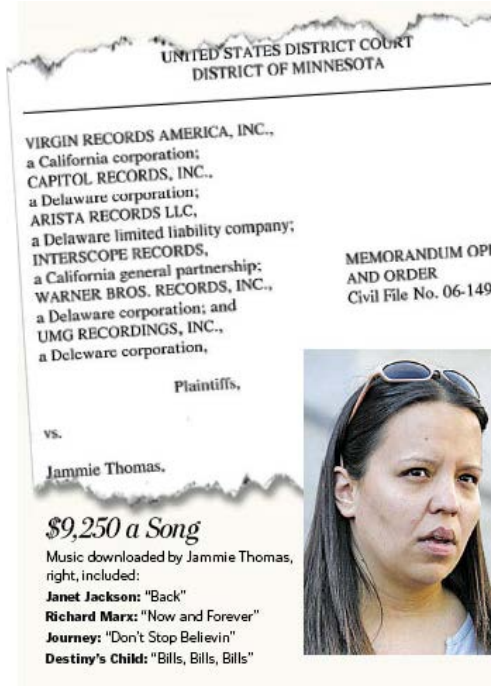 UNITED STATES DISTRICT COURT
DISTRICT OF MINNESOTA
VIRGIN RECORDS AMERICA, INC.,
a California corporation;
CAPITOL RECORDS, INC.,
a Delaware corporation;
ARISTA RECORDS LLC,
a Delaware limited liability company;
INTERSCOPE RECORDS,
a California general partnership;
WARNER BROS. RECORDS, INC.,
a Delaware corporation; and
UMG RECORDINGS, INC.,
a Delaware corporation,
MEMORANDUM OPI
AND ORDER
Civil File No. 06-149
Plaintiffs,
vs.
Jammie Thomas,
$9,250 a Song
Music downloaded by Jammie Thomas,
right, included:
Janet Jackson: “Back”
Richard Marx: “Now and Forever”
Journey: “Don’t Stop Believin”
Destiny’s Child: “Bills, Bills, Bills”